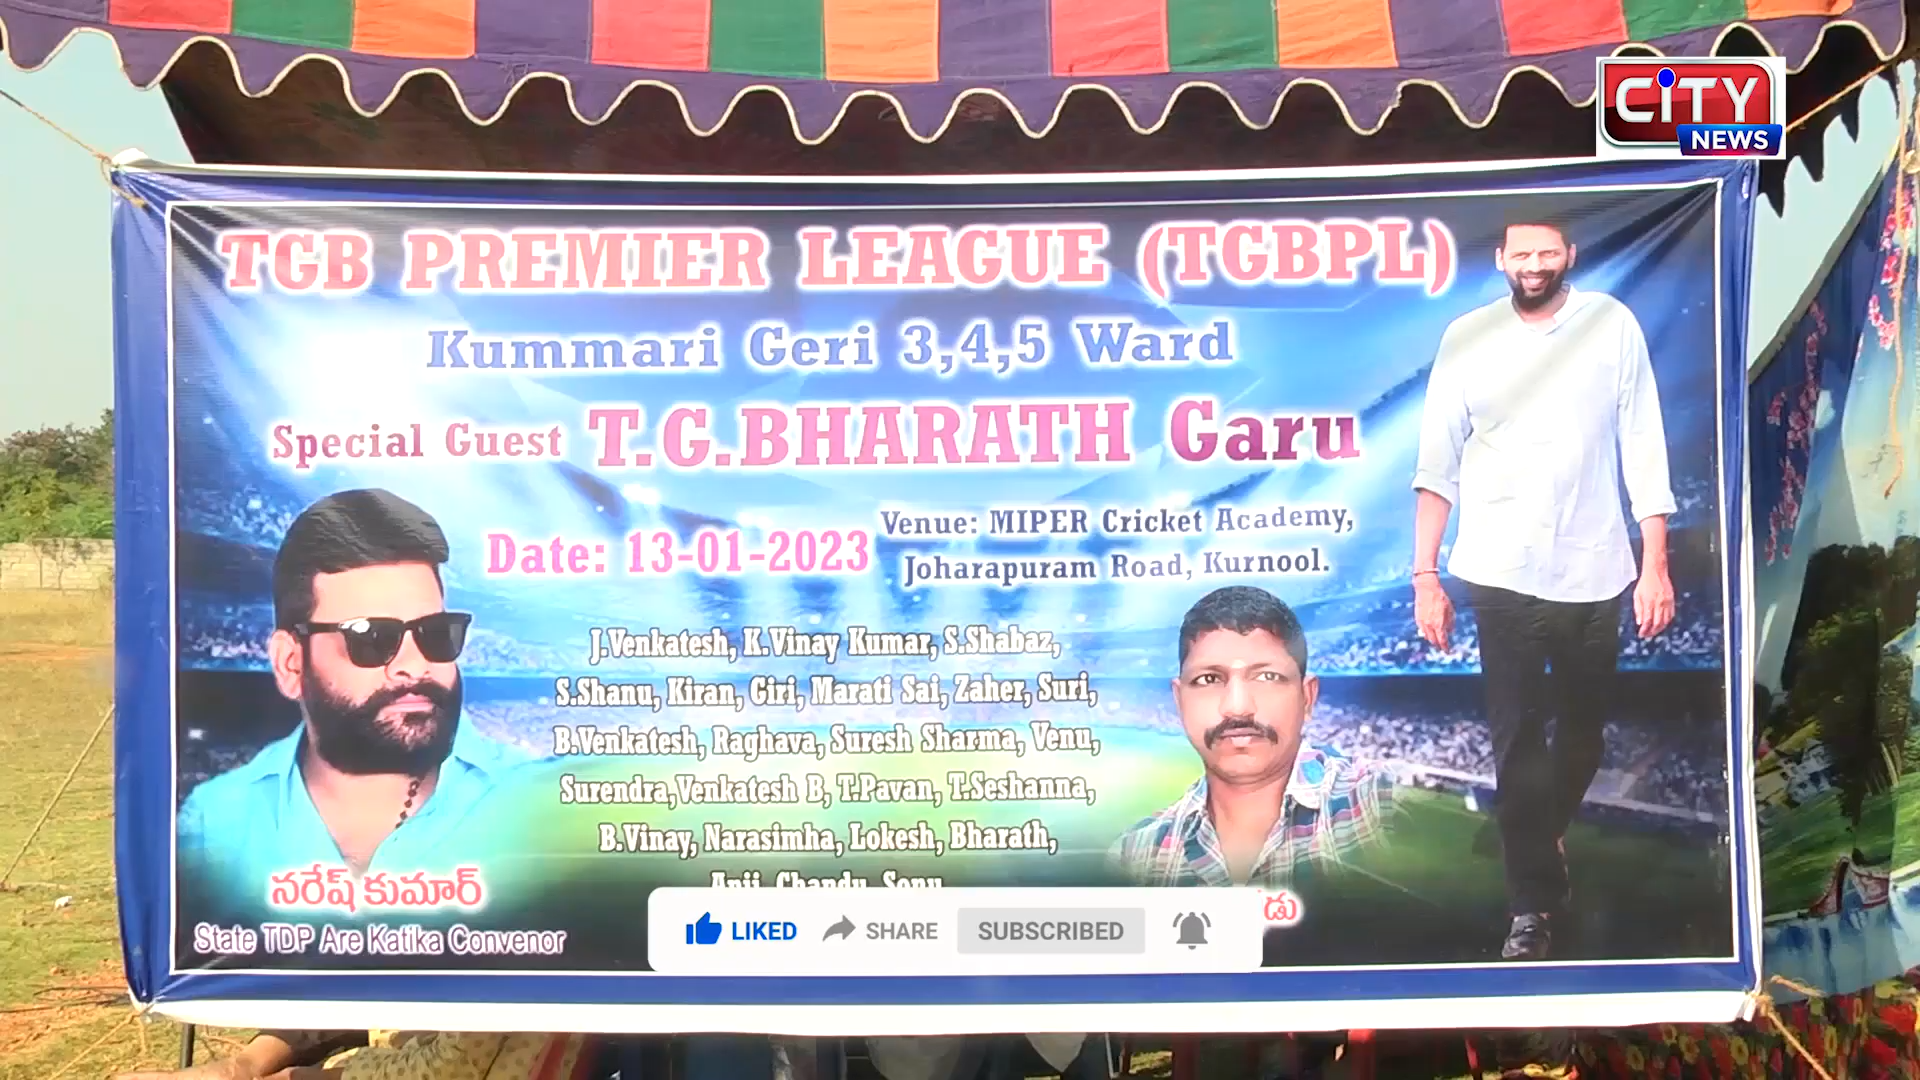 CiTY
NEWS
TGB PREMIER LEAGUE (TGBPL)
Kummari Geri 3,4,5 Ward
Special Guest T.G.BHARATH Garu
Date: 13-01-2023
Venue: MIPER Cricket Academy,
Joharapuram Road, Kurnool.
J.Venkatesh, K.Vinay Kumar, S.Shabaz,
S.Shanu, Kiran, Giri, Marati Sai, Zaher, Suri,
B.Venkatesh, Raghava, Suresh Sharma, Venu,
Surendra,Venkatesh B, T.Pavan, T.Seshanna,
B.Vinay, Narasimha, Lokesh, Bharath,
Chandu, Sonu
నరేష్ కుమార్
State TDP Are Katika Convenor
LIKED SHARE SUBSCRIBED